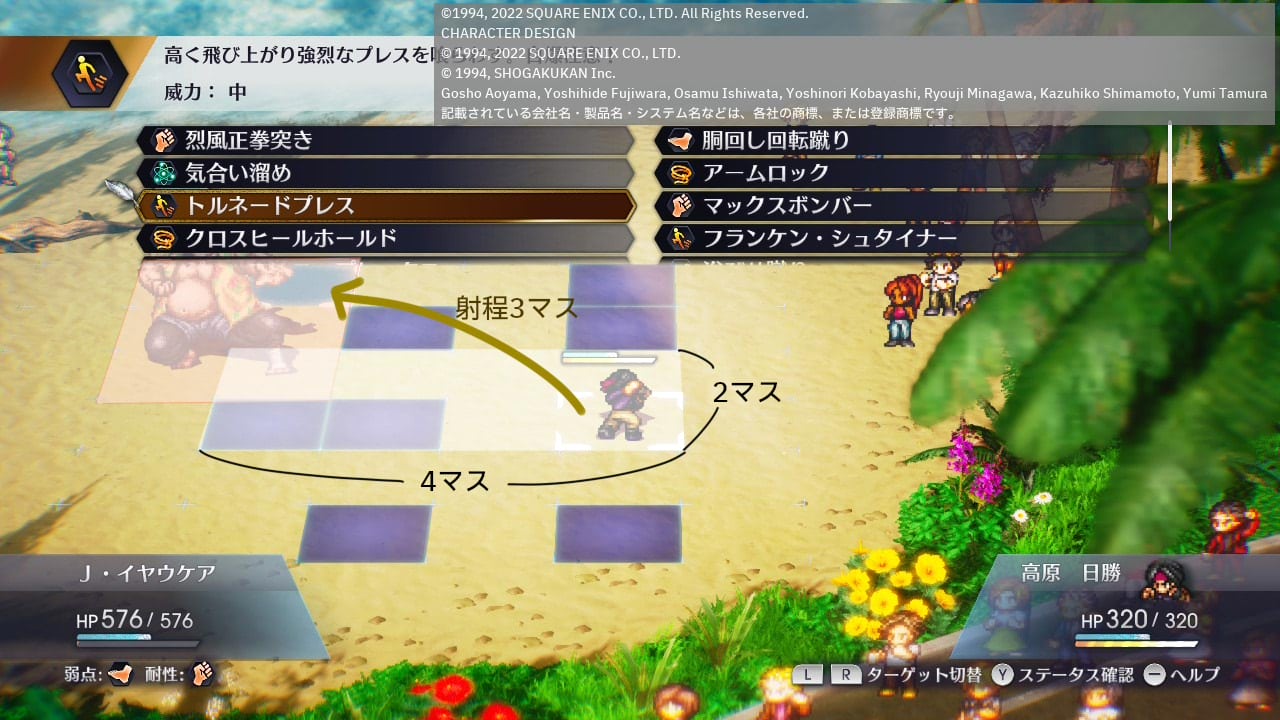 ©1994, 2022 SQUARE ENIX CO., LTD. All Rights Reserved.
CHARACTER DESIGN
© 1994, 2022 SQUARE ENIX CO., LTD.
© 1994, SHOGAKUKAN Inc.
Gosho Aoyama, Yoshihide Fujiwara, Osamu Ishiwata, Yoshinori Kobayashi, Ryouji Minagawa, Kazuhiko Shimamoto, Yumi Tamura
記載されている会社名・製品名・システム名などは、各社の商標、または登録商標です。
高く飛び上がり強烈なプレスを
威力： 中
烈風正拳突き
胴回し回転蹴り
気合い溜め
アームロック
トルネードプレス
マックスボンバー
クロスヒールホールド
フランケン・シュタイナー
射程3マス
2マス
4マス
J・イヤウケア
HP 576 / 576
弱点: 耐性:
高原 日勝
HP 320 / 320
L R ターゲット切替 Y ステータス確認 ヘルプ